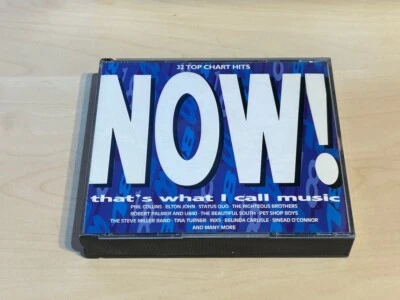 32 TOP CHART HITS
NOW!
that's what I call music
PHIL COLLINS · ELTON JOHN · STATUS QUO · THE RIGHTEOUS BROTHERS
ROBERT PALMER AND UB40 · THE BEAUTIFUL SOUTH · PET SHOP BOYS
THE STEVE MILLER BAND · TINA TURNER · INXS · BELINDA CARLISLE · SINEAD O'CONNOR
AND MANY MORE